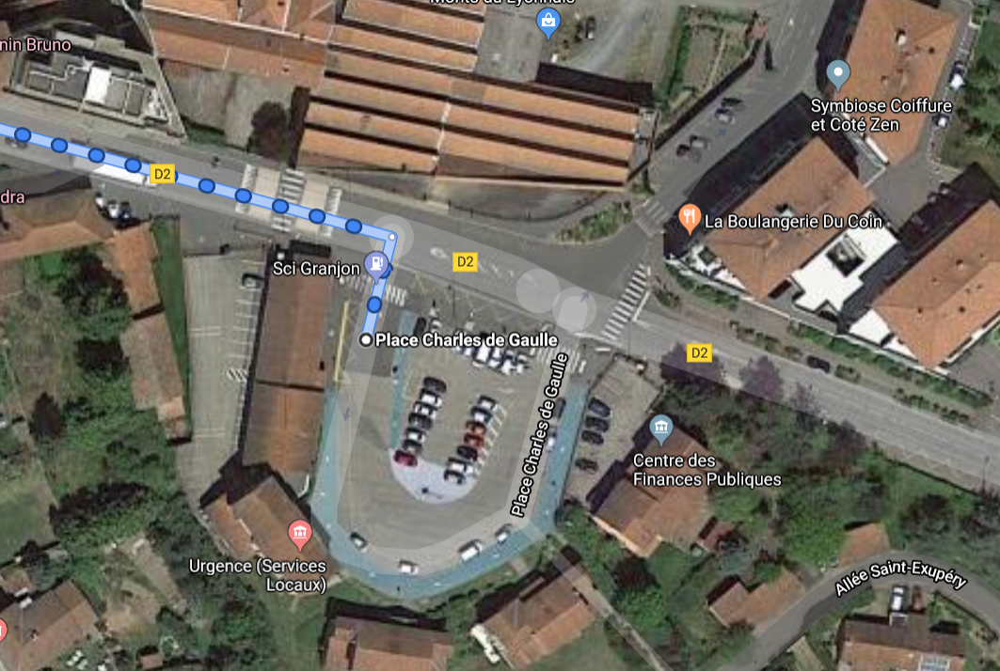 Monts du Lyonnais
nin Bruno
Symbiose Coiffure
et Coté Zen
D2
dra
La Boulangerie Du Coin
Sci Granjon
D2
Place Charles de Gaulle
D2
Place Charles de Gaulle
Centre des
Finances Publiques
Urgence (Services
Locaux)
Allée Saint-Exupéry